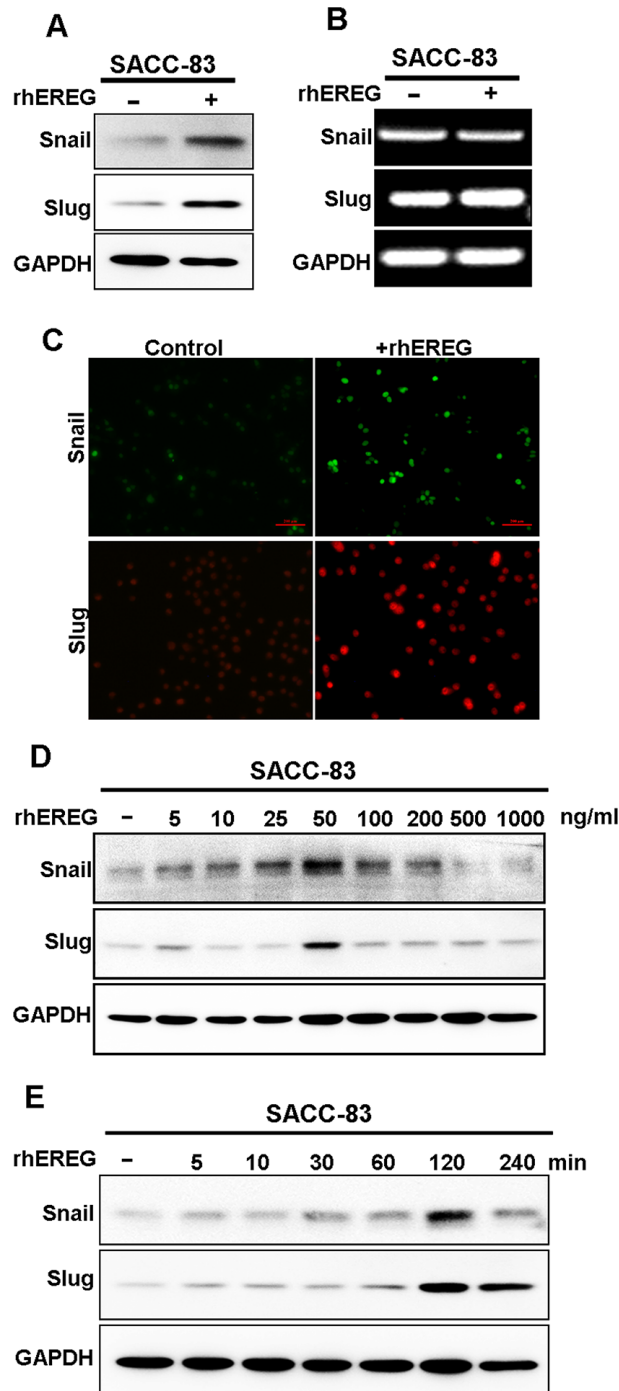 A
SACC-83
rhEREG – +
Snail
Slug
GAPDH
B
SACC-83
rhEREG – +
Snail
Slug
GAPDH
C
Control +rhEREG
Snail
Slug
D
SACC-83
rhEREG – 5 10 25 50 100 200 500 1000 ng/ml
Snail
Slug
GAPDH
E
SACC-83
rhEREG – 5 10 30 60 120 240 min
Snail
Slug
GAPDH